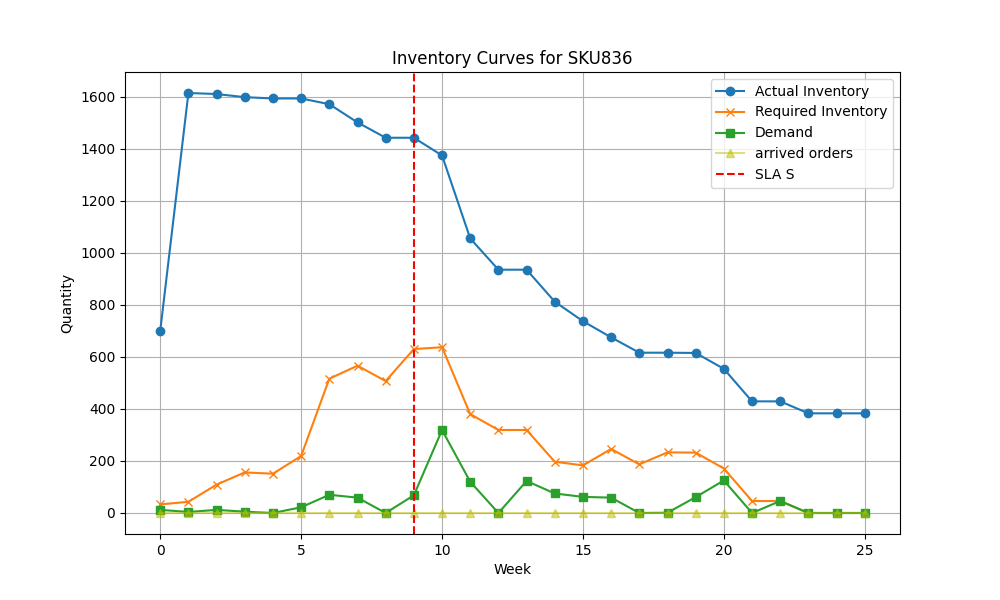 Inventory Curves for SKU836
Actual Inventory
Required Inventory
Demand
arrived orders
SLA S
Quantity
1600
1400
1200
1000
800
600
400
200
0
0 5 10 15 20 25
Week